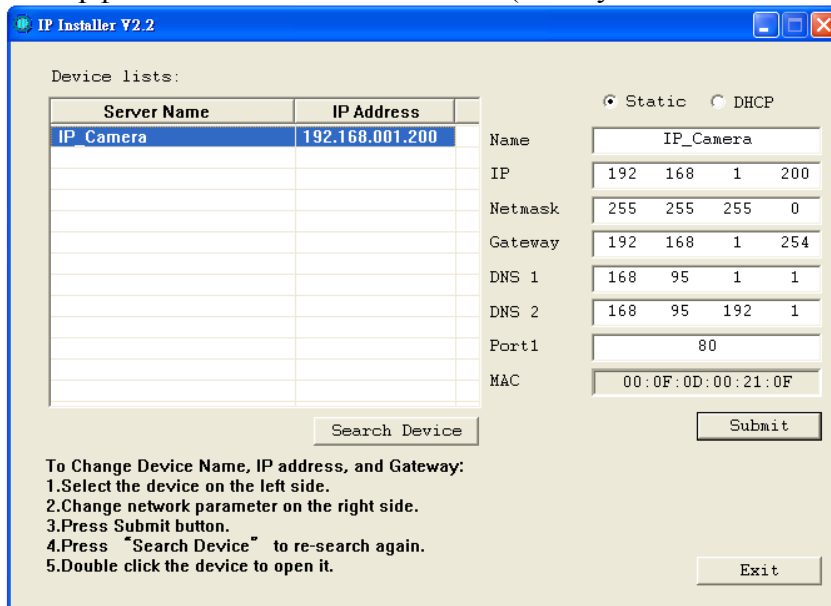 IP Installer V2.2
Device lists:
Server Name IP Address
IP_Camera 192.168.001.200
Static DHCP
Name IP_Camera
IP 192 168 1 200
Netmask 255 255 255 0
Gateway 192 168 1 254
DNS 1 168 95 1 1
DNS 2 168 95 192 1
Port1 80
MAC 00:0F:0D:00:21:0F
Search Device
Submit
To Change Device Name, IP address, and Gateway:
1.Select the device on the left side.
2.Change network parameter on the right side.
3.Press Submit button.
4.Press “Search Device” to re-search again.
5.Double click the device to open it.
Exit